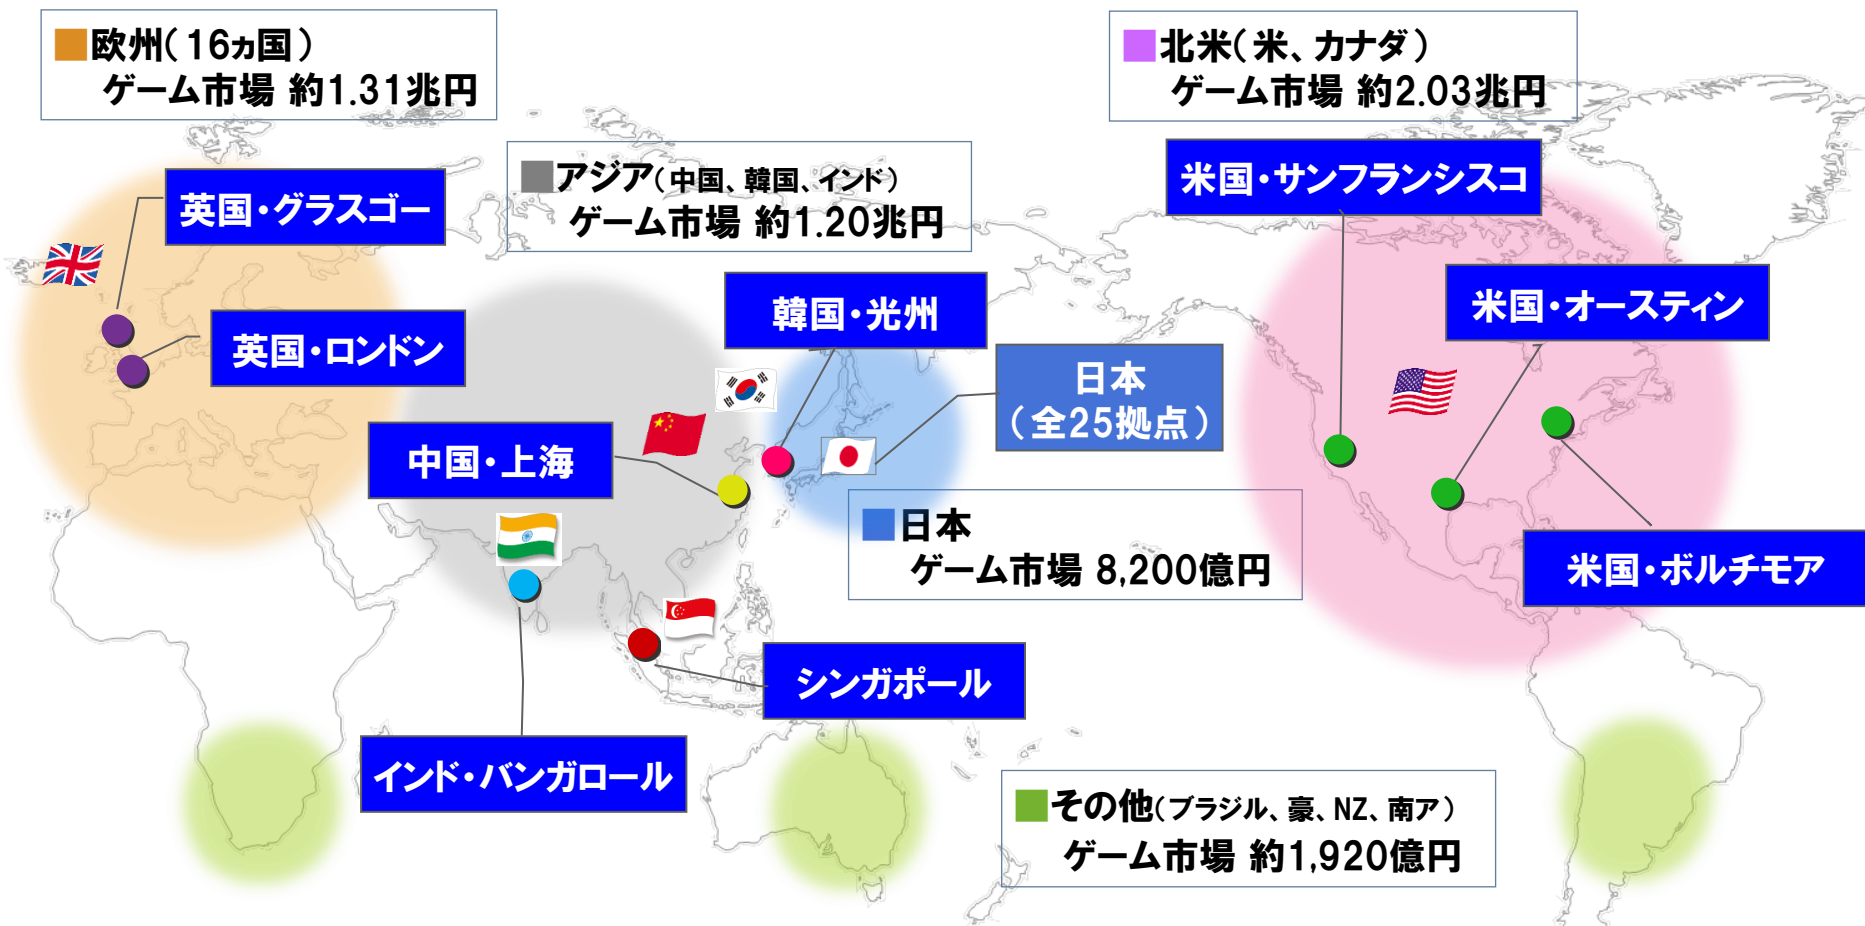 ■欧州（16ヵ国）
ゲーム市場 約1.31兆円
■北米（米、カナダ）
ゲーム市場 約2.03兆円
■アジア（中国、韓国、インド）
ゲーム市場 約1.20兆円
米国・サンフランシスコ
英国・グラスゴー
米国・オースティン
韓国・光州
英国・ロンドン
日本
（全25拠点）
中国・上海
■日本
ゲーム市場 8,200億円
米国・ボルチモア
シンガポール
インド・バンガロール
■その他（ブラジル、豪、NZ、南ア）
ゲーム市場 約1,920億円